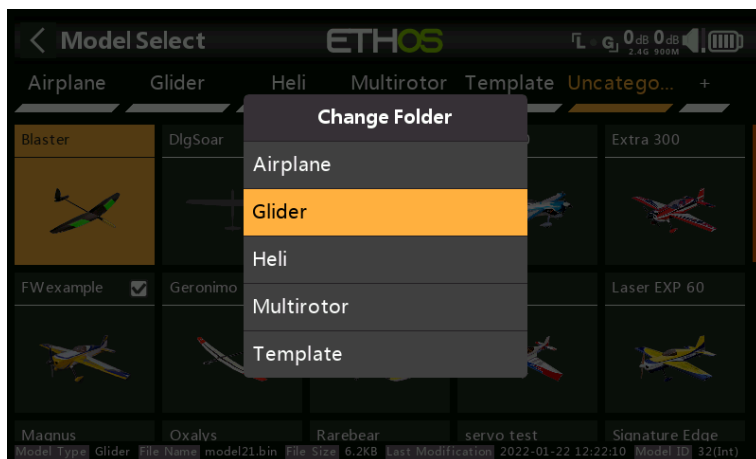 Model Select
ETHOS
L G 0dB 0dB
2.4G 900M
Airplane Glider Heli Multirotor Template Uncatego... +
Change Folder
Blaster DlgSoar Extra 300
Airplane
Glider
Heli
FWexample Geronimo Laser EXP 60
Multirotor
Template
Magnus Oxalys Rarebear servo test Signature Edge
Model Type Glider File Name model21.bin File Size 6.2KB Last Modification 2022-01-22 12:22:10 Model ID 32(Int)